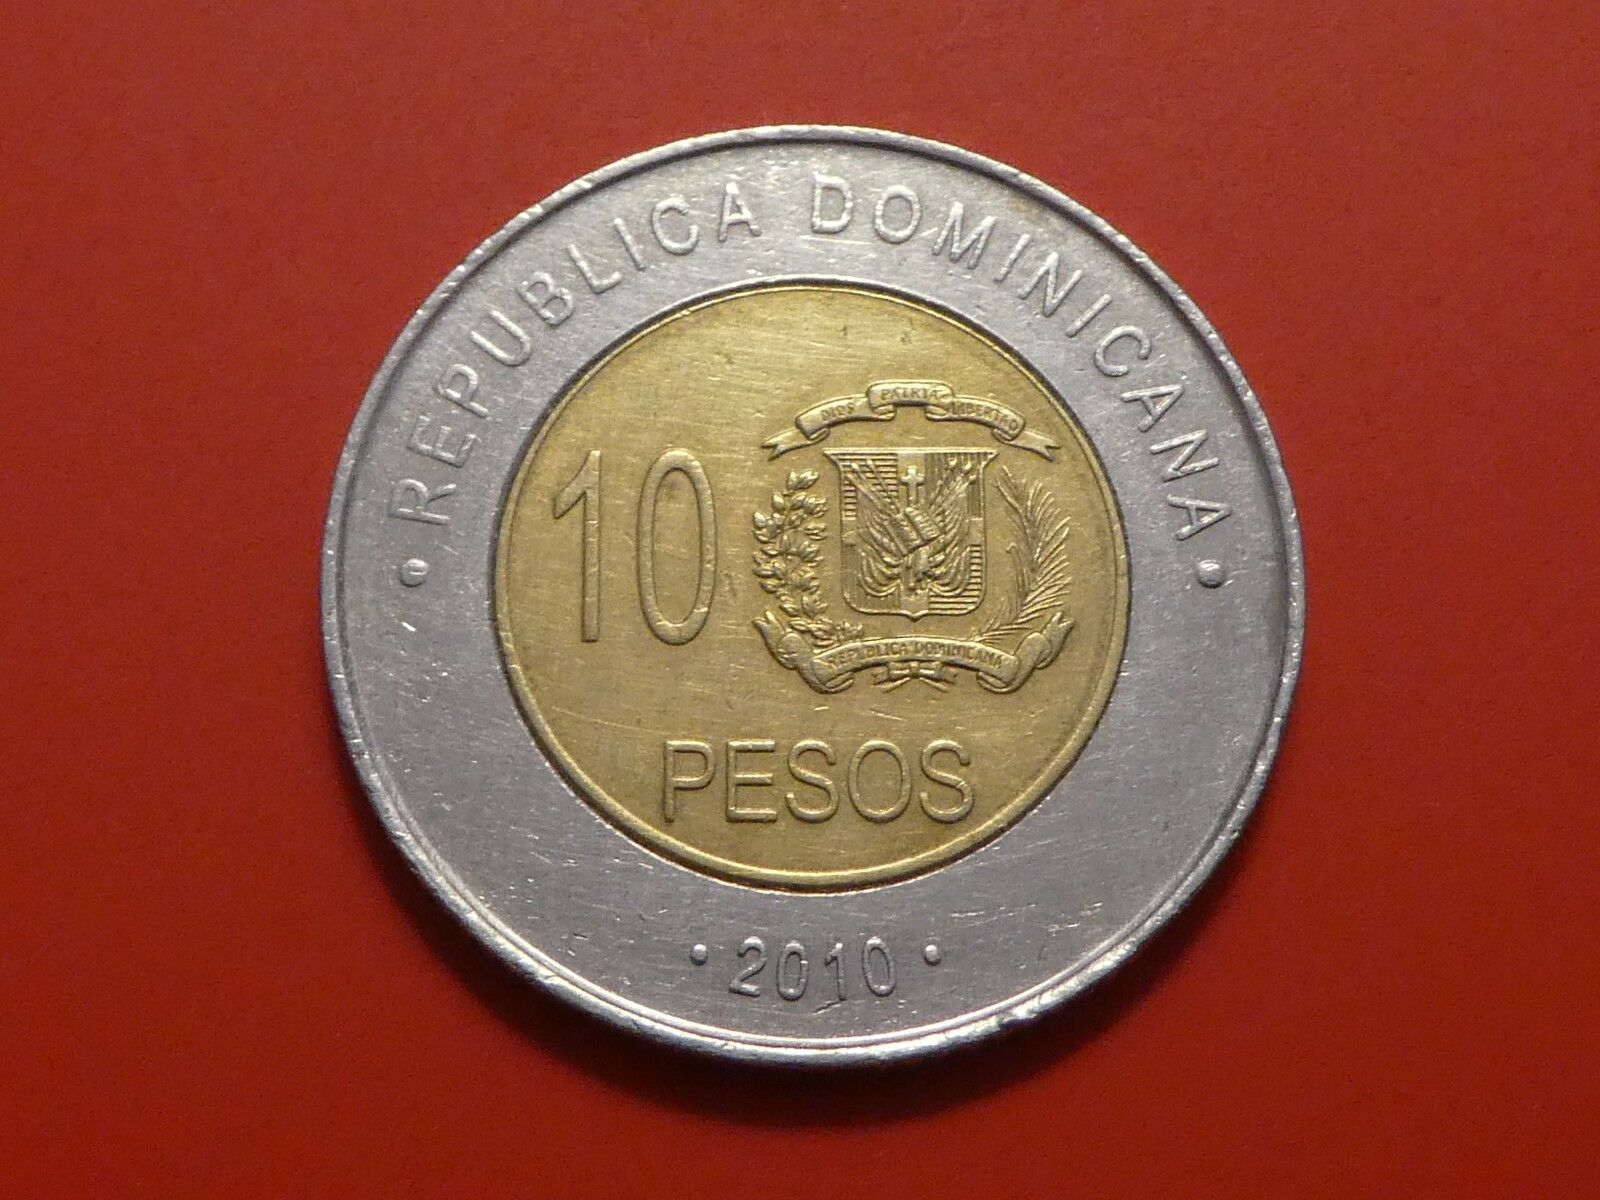 · REPUBLICA DOMINICANA ·
DIOS PATRIA LIBERTAD
10
REPUBLICA DOMINICANA
PESOS
· 2010 ·